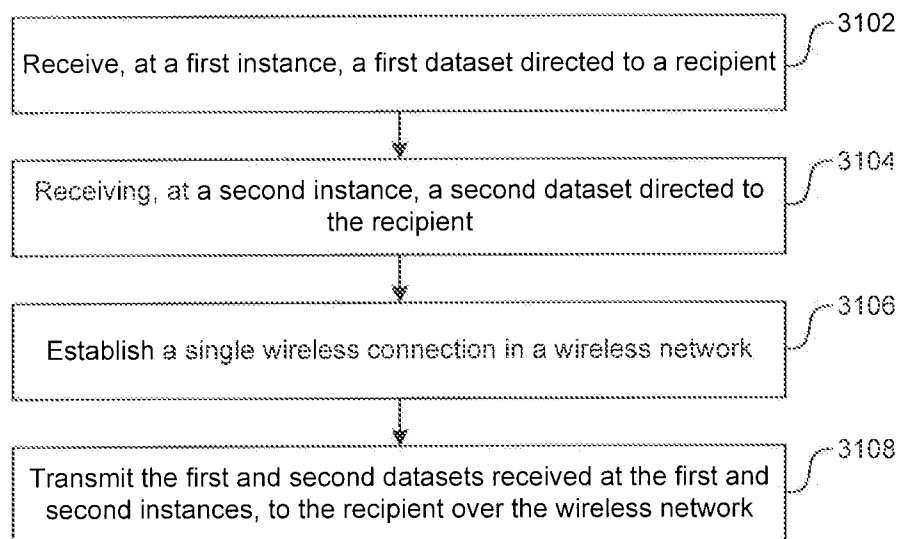 3102
Receive, at a first instance, a first dataset directed to a recipient
3104
Receiving, at a second instance, a second dataset directed to
the recipient
3106
Establish a single wireless connection in a wireless network
3108
Transmit the first and second datasets received at the first and
second instances, to the recipient over the wireless network